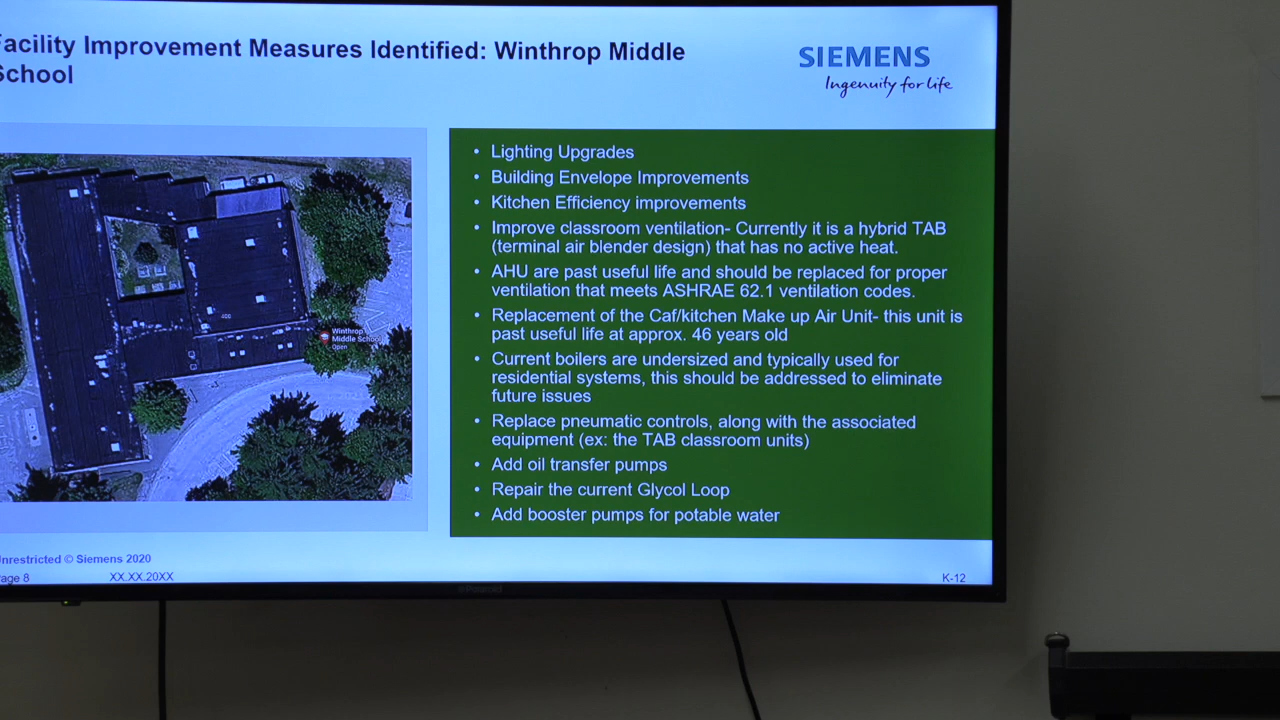 acility Improvement Measures Identified: Winthrop Middle
School
SIEMENS
Ingenuity for life
• Lighting Upgrades
• Building Envelope Improvements
• Kitchen Efficiency improvements
• Improve classroom ventilation- Currently it is a hybrid TAB
(terminal air blender design) that has no active heat.
• AHU are past useful life and should be replaced for proper
ventilation that meets ASHRAE 62.1 ventilation codes.
• Replacement of the Caf/kitchen Make up Air Unit- this unit is
past useful life at approx. 46 years old
• Current boilers are undersized and typically used for
residential systems, this should be addressed to eliminate
future issues
• Replace pneumatic controls, along with the associated
equipment (ex: the TAB classroom units)
• Add oil transfer pumps
• Repair the current Glycol Loop
• Add booster pumps for potable water
Winthrop
Middle School
Open
nrestricted © Siemens 2020
age 8 XX.XX.20XX
K-12
Polaroid